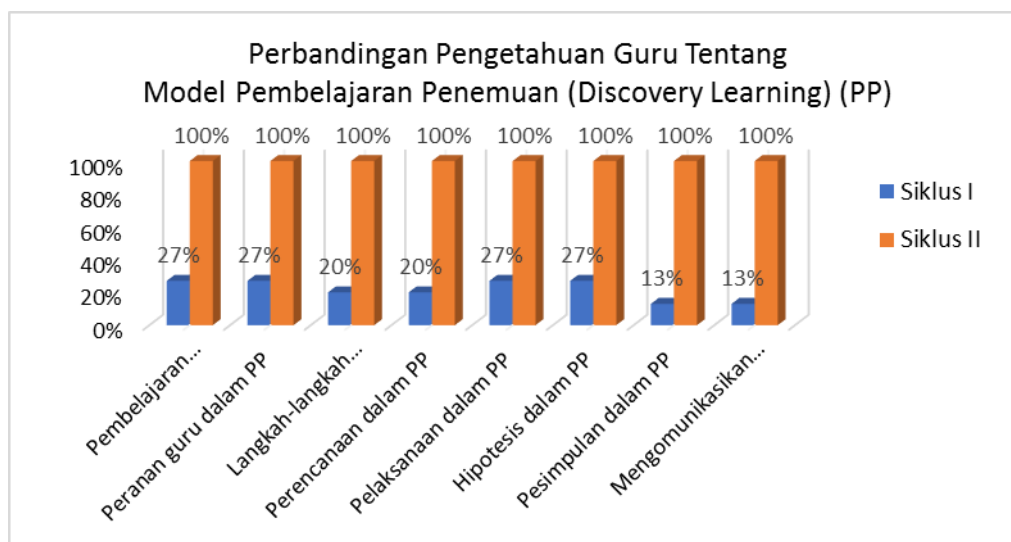 Perbandingan Pengetahuan Guru Tentang
Model Pembelajaran Penemuan (Discovery Learning) (PP)
100% 100% 100% 100% 100% 100% 100% 100%
100%
80%
60%
40%
20%
0%
27% 27% 20% 20% 27% 27% 13% 13%
Pembelajaran...
Peranan guru dalam PP
Langkah-langkah...
Perencanaan dalam PP
Pelaksanaan dalam PP
Hipotesis dalam PP
Pesimpulan dalam PP
Mengomunikasikan...
Siklus I
Siklus II